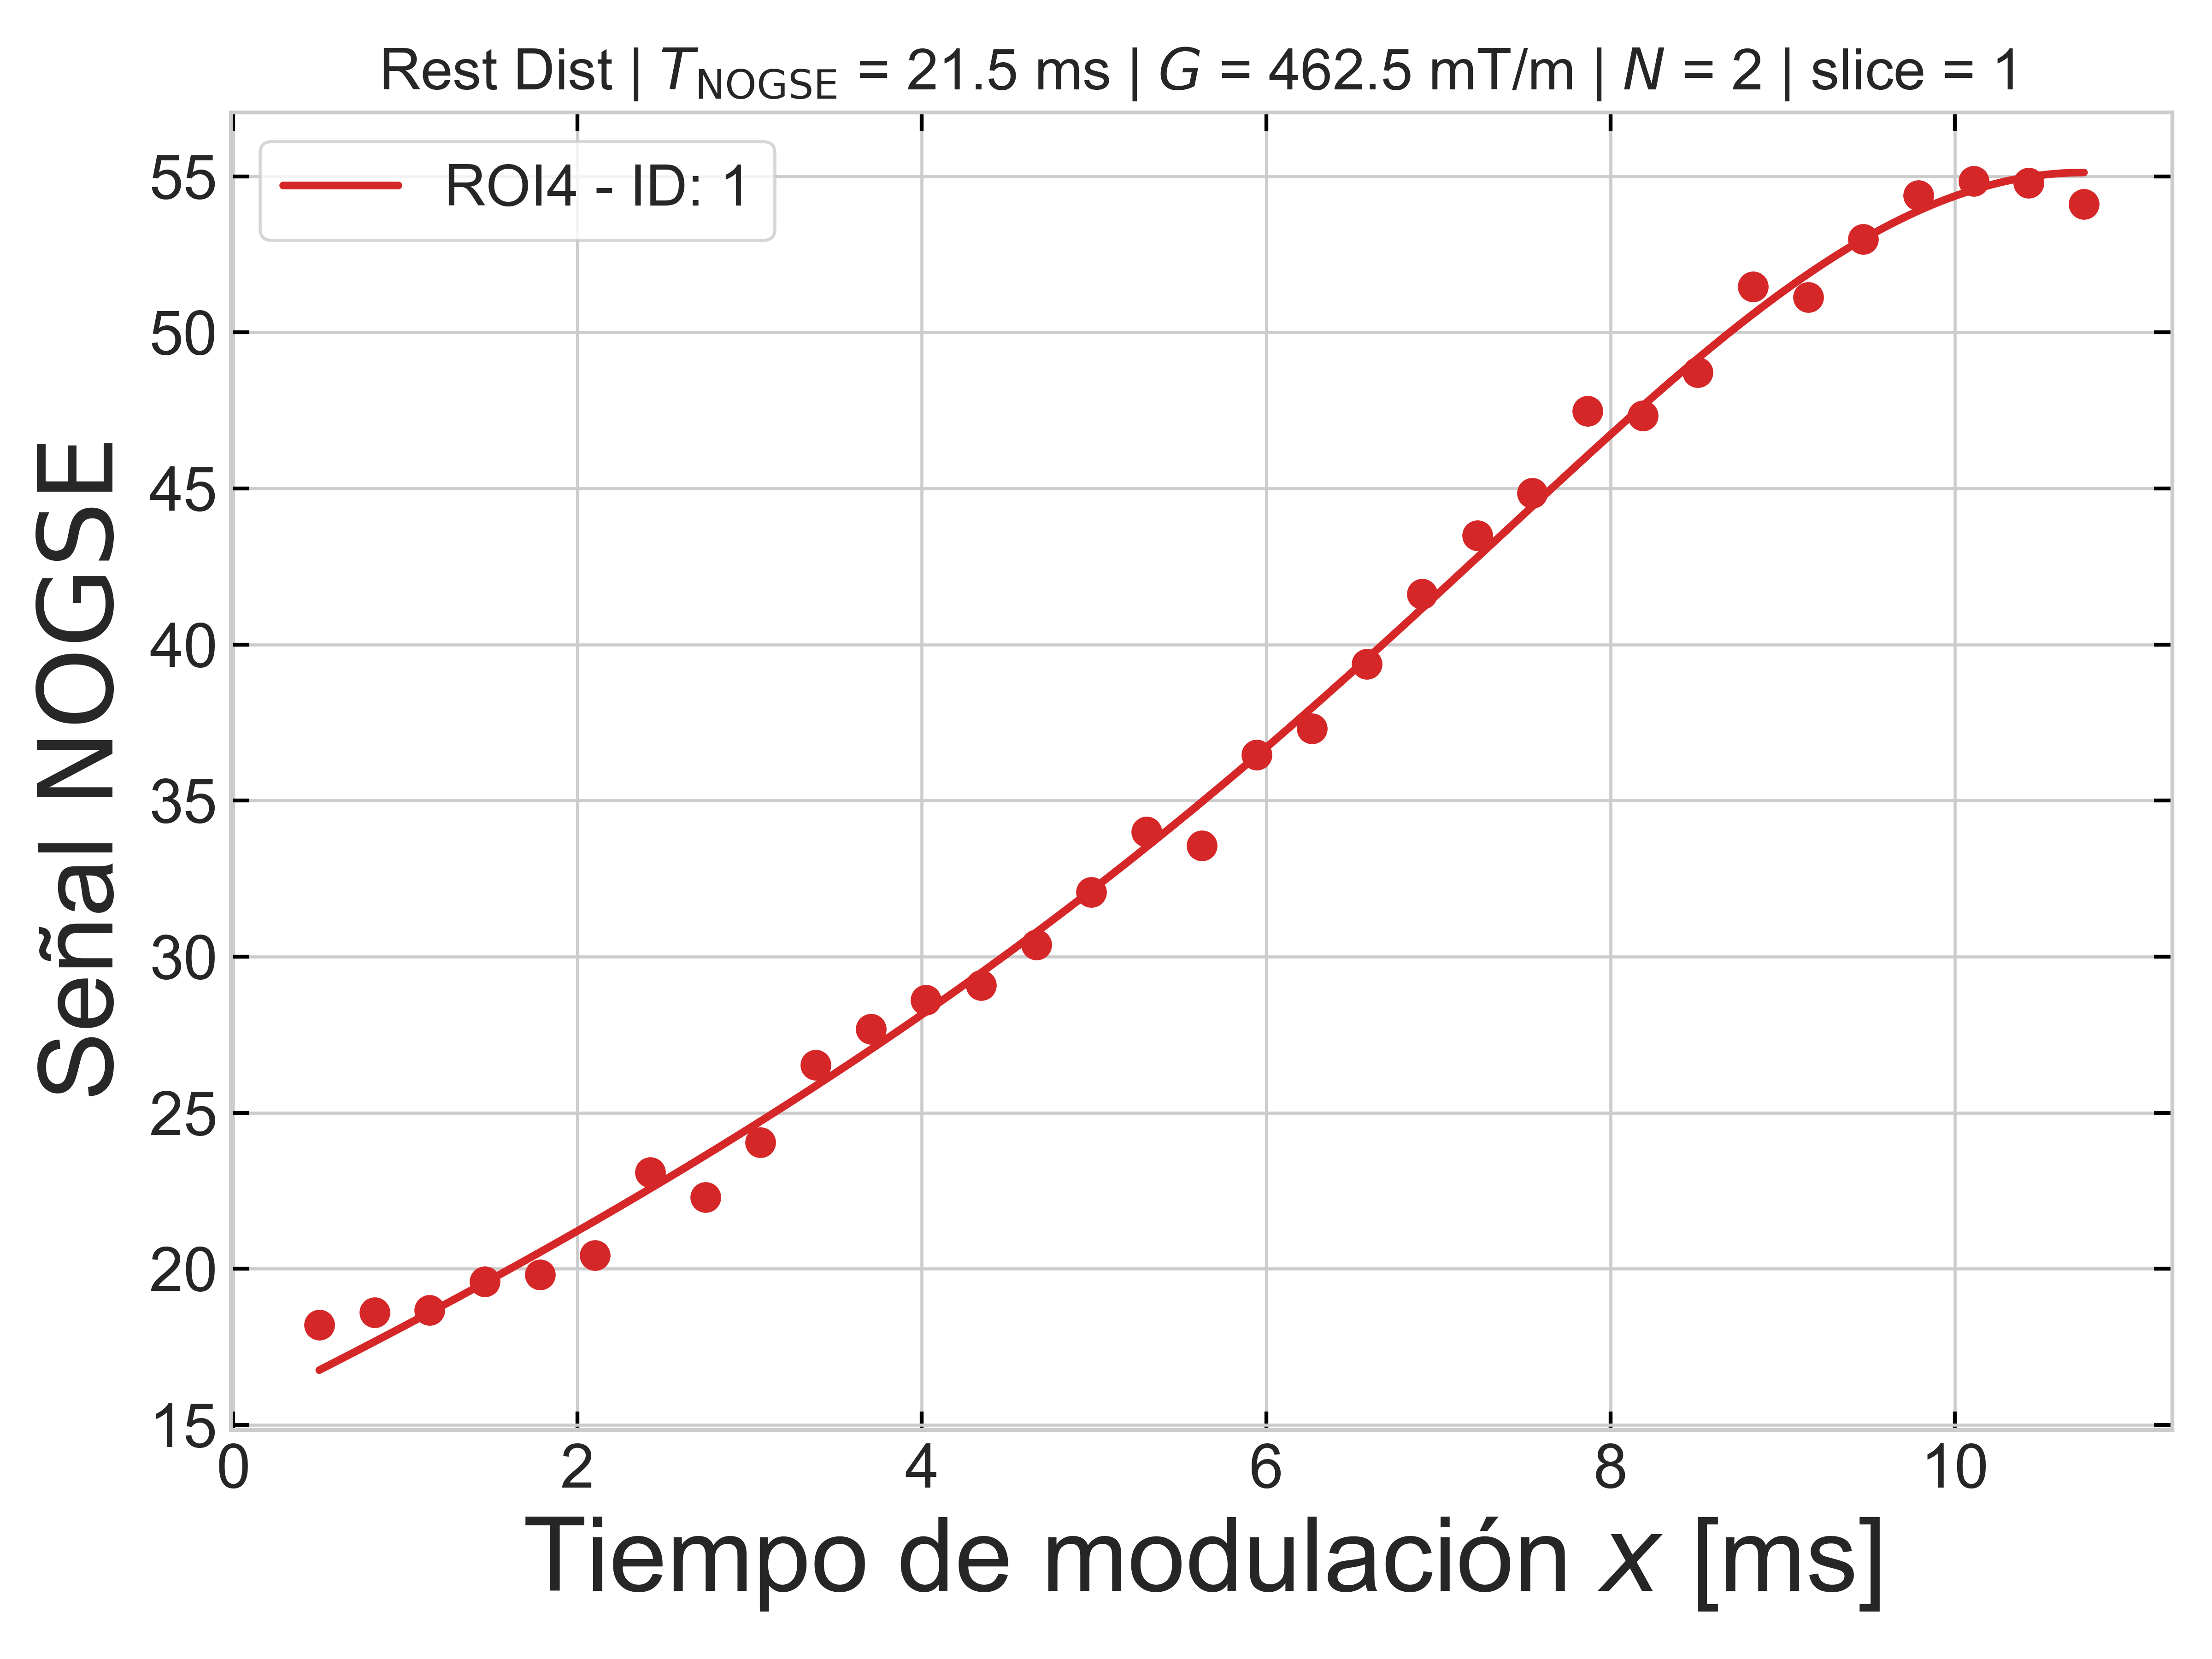 Rest Dist | T_NOGSE = 21.5 ms | G = 462.5 mT/m | N = 2 | slice = 1
ROI4 - ID: 1
Señal NOGSE
55
50
45
40
35
30
25
20
15
0 2 4 6 8 10
Tiempo de modulación x [ms]